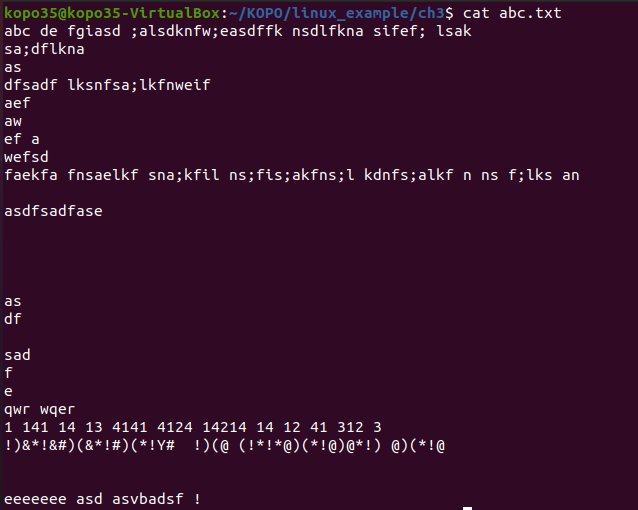 kopo35@kopo35-VirtualBox:~/KOPO/linux_example/ch3$ cat abc.txt
abc de fgiasd ;alsdknfw;easdffk nsdlfkna sifef; lsak
sa;dflkna
as
dfsadf lksnfsa;lkfnweif
aef
aw
ef a
wefsd
faekfa fnsaelkf sna;kfil ns;fis;akfns;l kdnfs;alkf n ns f;lks an
asdfsadfase
as
df
sad
f
e
qwr wqer
1 141 14 13 4141 4124 14214 14 12 41 312 3
!)&*!&#)(&*!#)(*!Y#  !)(@ (!*!*@)(*!@)@*!) @)(*!@
eeeeeee asd asvbadsf !